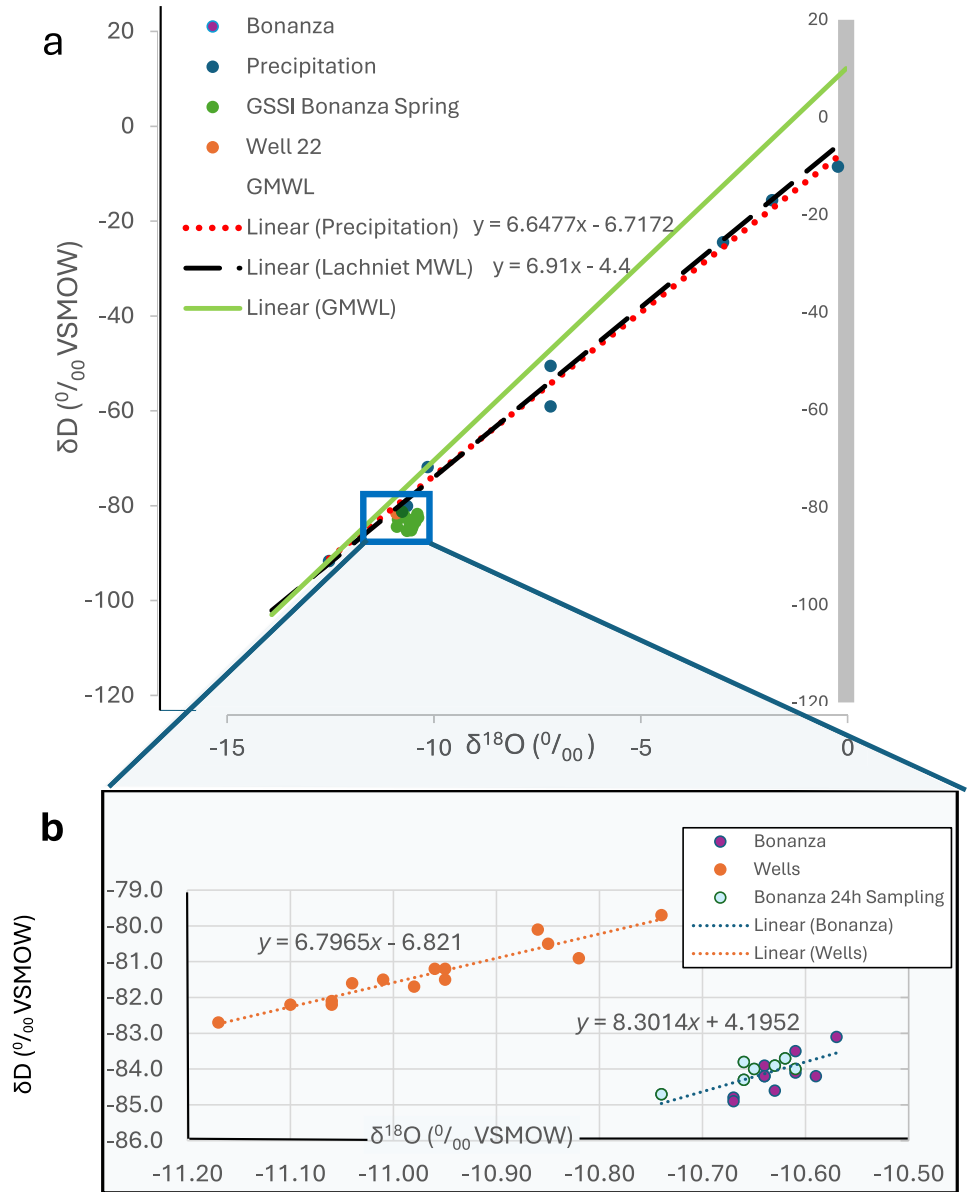 a
Bonanza
Precipitation
GSSI Bonanza Spring
Well 22
GMWL
Linear (Precipitation) y = 6.6477x - 6.7172
Linear (Lachniet MWL) y = 6.91x - 4.4
Linear (GMWL)
20
0
-20
-40
-60
-80
-100
-120
δD (⁰/₀₀ VSMOW)
20
0
-20
-40
-60
-80
-100
-120
-15 -10 δ¹⁸O (⁰/₀₀) -5 0
b
Bonanza
Wells
Bonanza 24h Sampling
Linear (Bonanza)
Linear (Wells)
-79.0
-80.0
-81.0
-82.0
-83.0
-84.0
-85.0
-86.0
δD (⁰/₀₀ VSMOW)
y = 6.7965x - 6.821
y = 8.3014x + 4.1952
δ¹⁸O (⁰/₀₀ VSMOW)
-11.20 -11.10 -11.00 -10.90 -10.80 -10.70 -10.60 -10.50